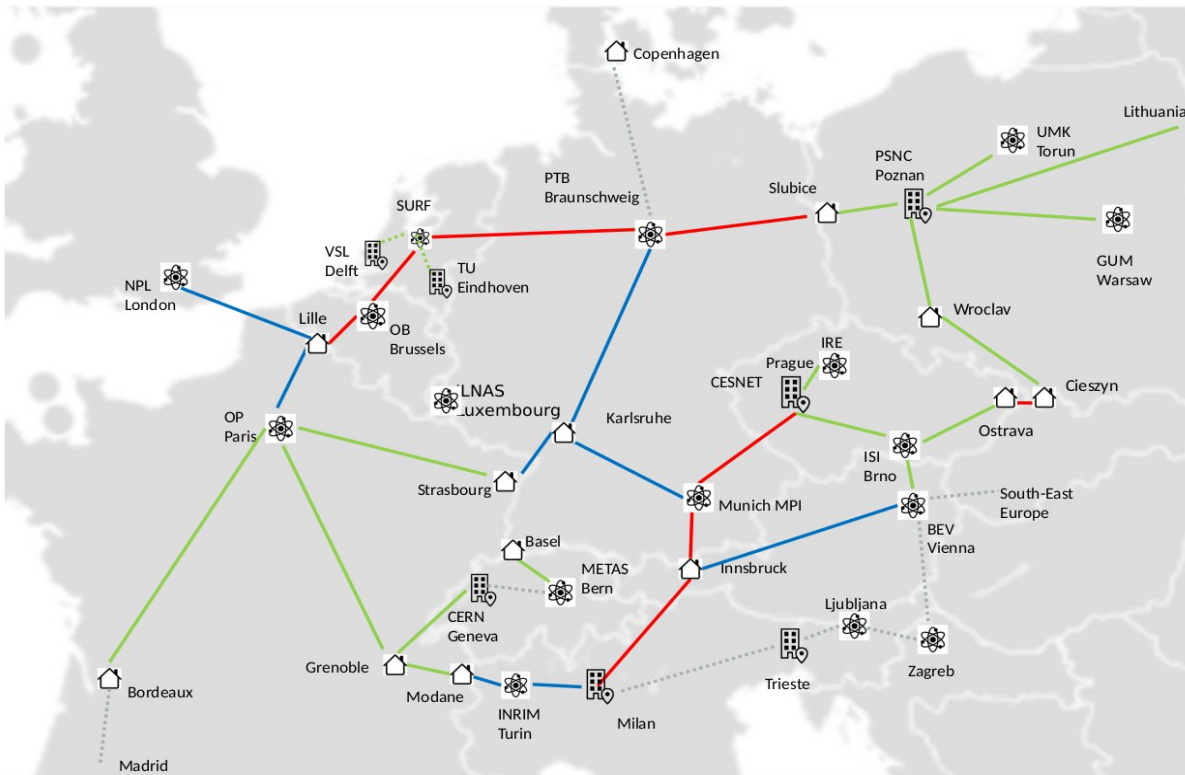 Copenhagen
Lithuania
UMK
Torun
PSNC
Poznan
PTB
Braunschweig
Slubice
SURF
VSL
Delft
TU
Eindhoven
GUM
Warsaw
NPL
London
Lille
OB
Brussels
Wroclav
IRE
Prague
CESNET
LNAS
Luxembourg
Cieszyn
Ostrava
OP
Paris
Karlsruhe
ISI
Brno
Strasbourg
Munich MPI
South-East
Europe
BEV
Vienna
Basel
METAS
Bern
Innsbruck
CERN
Geneva
Ljubljana
Grenoble
Modane
Zagreb
Trieste
Bordeaux
INRIM
Turin
Milan
Madrid